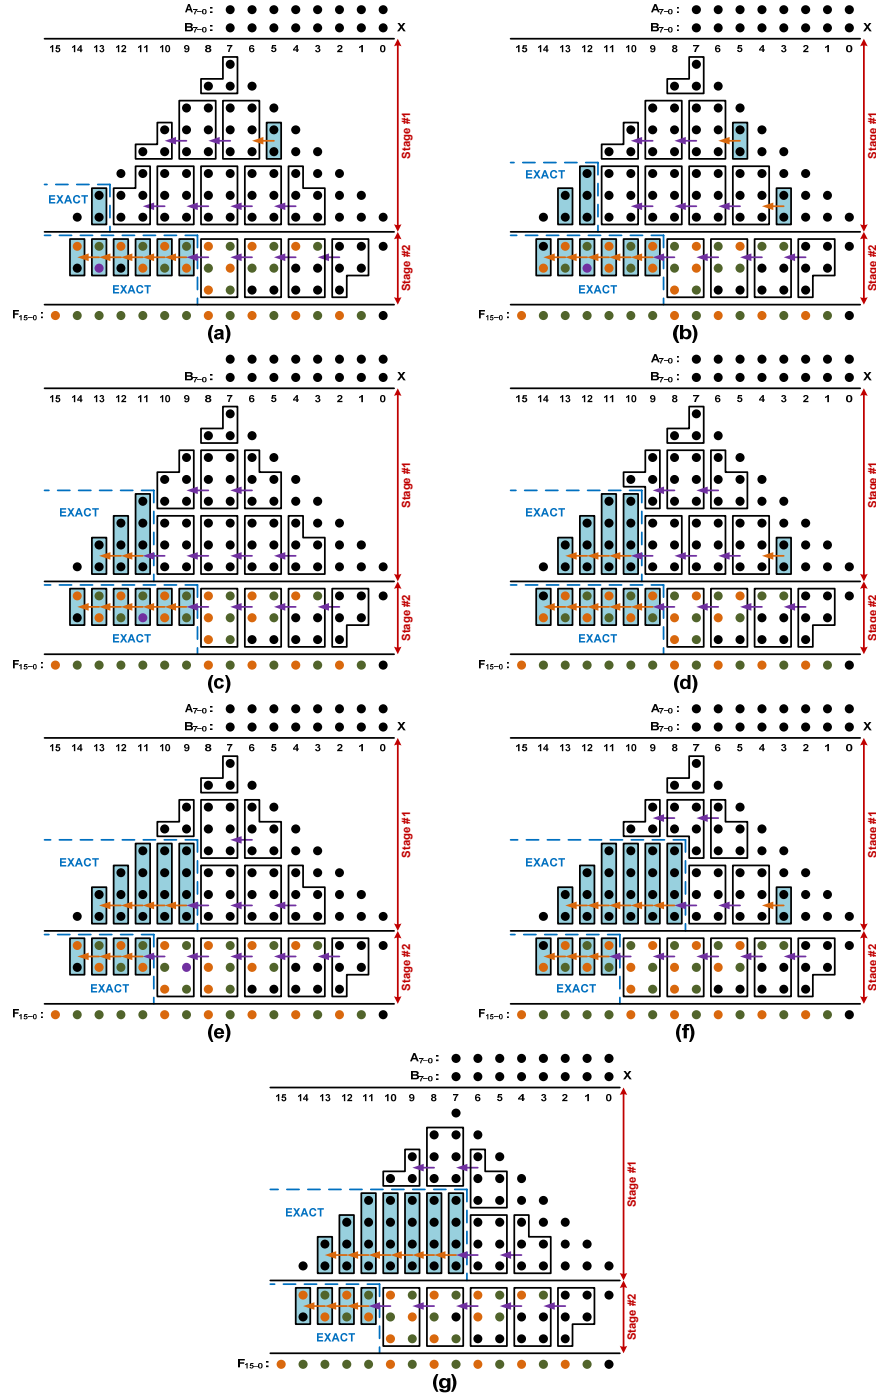 A7-0 :
B7-0 : X
15 14 13 12 11 10 9 8 7 6 5 4 3 2 1 0
Stage #1
EXACT
Stage #2
EXACT
F15-0 :
(a)
A7-0 :
B7-0 : X
15 14 13 12 11 10 9 8 7 6 5 4 3 2 1 0
Stage #1
EXACT
Stage #2
EXACT
F15-0 :
(b)
B7-0 : X
15 14 13 12 11 10 9 8 7 6 5 4 3 2 1 0
Stage #1
EXACT
Stage #2
EXACT
F15-0 :
(c)
A7-0 :
B7-0 : X
15 14 13 12 11 10 9 8 7 6 5 4 3 2 1 0
Stage #1
EXACT
Stage #2
EXACT
F15-0 :
(d)
A7-0 :
B7-0 : X
15 14 13 12 11 10 9 8 7 6 5 4 3 2 1 0
Stage #1
EXACT
Stage #2
EXACT
F15-0 :
(e)
A7-0 :
B7-0 : X
15 14 13 12 11 10 9 8 7 6 5 4 3 2 1 0
Stage #1
EXACT
Stage #2
EXACT
F15-0 :
(f)
A7-0 :
B7-0 : X
15 14 13 12 11 10 9 8 7 6 5 4 3 2 1 0
Stage #1
EXACT
Stage #2
EXACT
F15-0 :
(g)